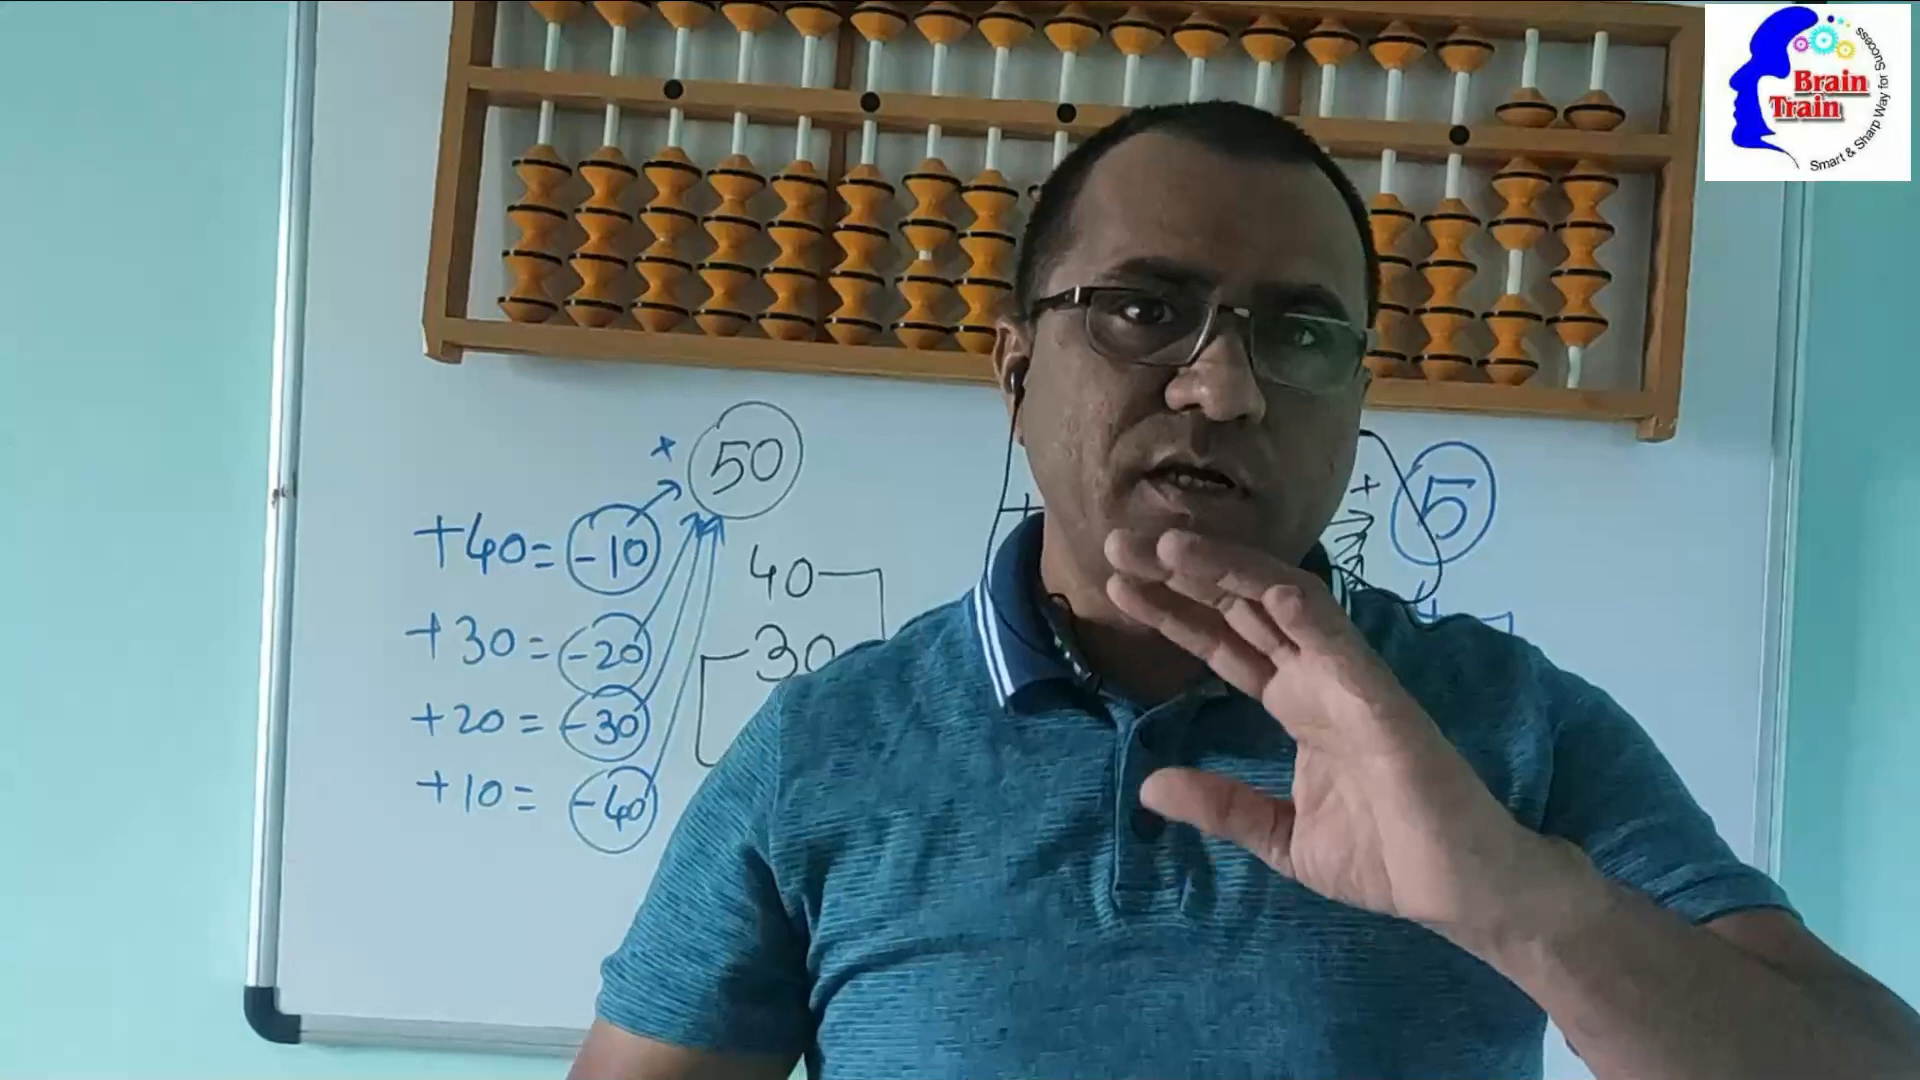 Brain
Train
Smart & Sharp Way for Success
+ 50
+40 = -10
+30 = -20
+20 = -30
+10 = -40
40
30
+
+ 5